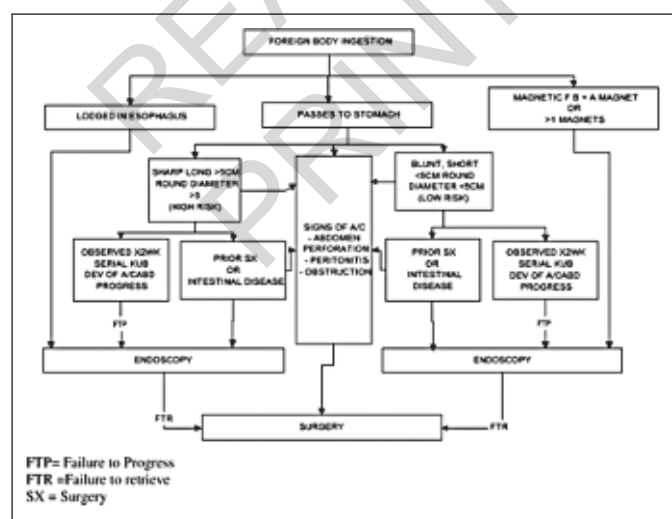 FOREIGN BODY INGESTION
LODGED IN ESOPHAGUS
PASSES TO STOMACH
MAGNETIC F B + A MAGNET
OR
>1 MAGNETS
SHARP LONG >5CM
ROUND DIAMETER
>5
(HIGH RISK)
SIGNS OF A/C
- ABDOMEN
PERFORATION
- PERITONITIS
- OBSTRUCTION
BLUNT, SHORT
<5CM ROUND
DIAMETER <5CM
(LOW RISK)
OBSERVED X2WK
SERIAL KUB
DEV OF A/CABD
PROGRESS
PRIOR SX
OR
INTESTINAL DISEASE
PRIOR SX
OR
INTESTINAL
DISEASE
OBSERVED X2WK
SERIAL KUB
DEV OF A/CABD
PROGRESS
FTP
FTP
ENDOSCOPY
ENDOSCOPY
FTR
FTR
SURGERY
FTP= Failure to Progress
FTR =Failure to retrieve
SX = Surgery
PRINT